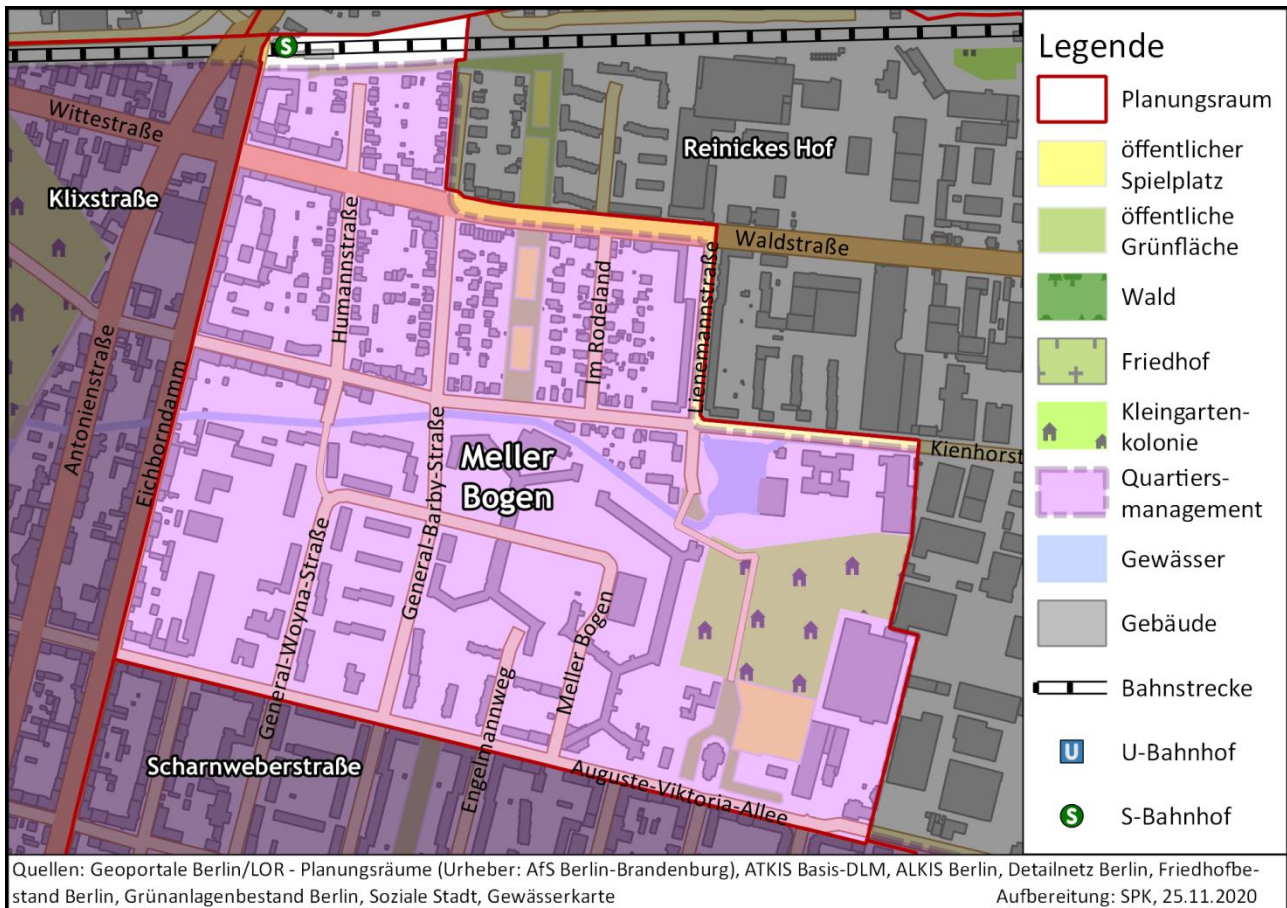 Wittestraße
Klixstraße
Reinickes Hof
Waldstraße
Humannstraße
Im Rodeland
Lienemannstraße
Antonienstraße
Eichborndamm
Kienhorst
Meller
Bogen
General-Barby-Straße
General-Woyna-Straße
Meller Bogen
Engelmannweg
Scharnweberstraße
Auguste-Viktoria-Allee
S
Legende
Planungsraum
öffentlicher
Spielplatz
öffentliche
Grünfläche
Wald
Friedhof
Kleingarten-
kolonie
Quartiers-
management
Gewässer
Gebäude
Bahnstrecke
U
U-Bahnhof
S
S-Bahnhof
Quellen: Geoportale Berlin/LOR - Planungsräume (Urheber: AfS Berlin-Brandenburg), ATKIS Basis-DLM, ALKIS Berlin, Detailnetz Berlin, Friedhofbe-
stand Berlin, Grünanlagenbestand Berlin, Soziale Stadt, Gewässerkarte
Aufbereitung: SPK, 25.11.2020